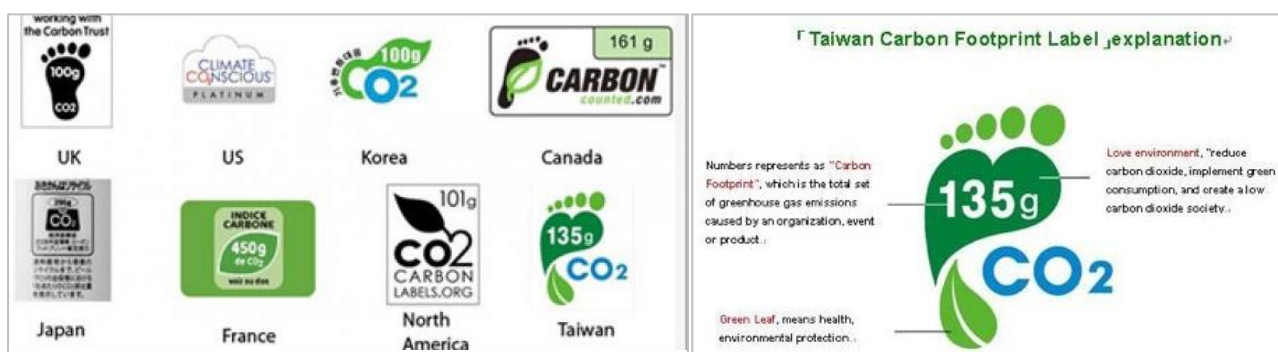 working with
the Carbon Trust
100g
CO2
CLIMATE
CONSCIOUS
PLATINUM
100g
CO2
161 g
CARBON™
counted.com
UK
US
Korea
Canada
CO2
INDICE
CARBONE
450g
de CO2
101g
CO2
CARBON
LABELS.ORG
135g
CO2
Japan
France
North
America
Taiwan
「Taiwan Carbon Footprint Label」explanation
Numbers represents as "Carbon
Footprint", which is the total set
of greenhouse gas emissions
caused by an organization, event
or product.
135g
CO2
Love environment, "reduce
carbon dioxide, implement green
consumption, and create a low
carbon dioxide society.
Green Leaf, means health,
environmental protection.